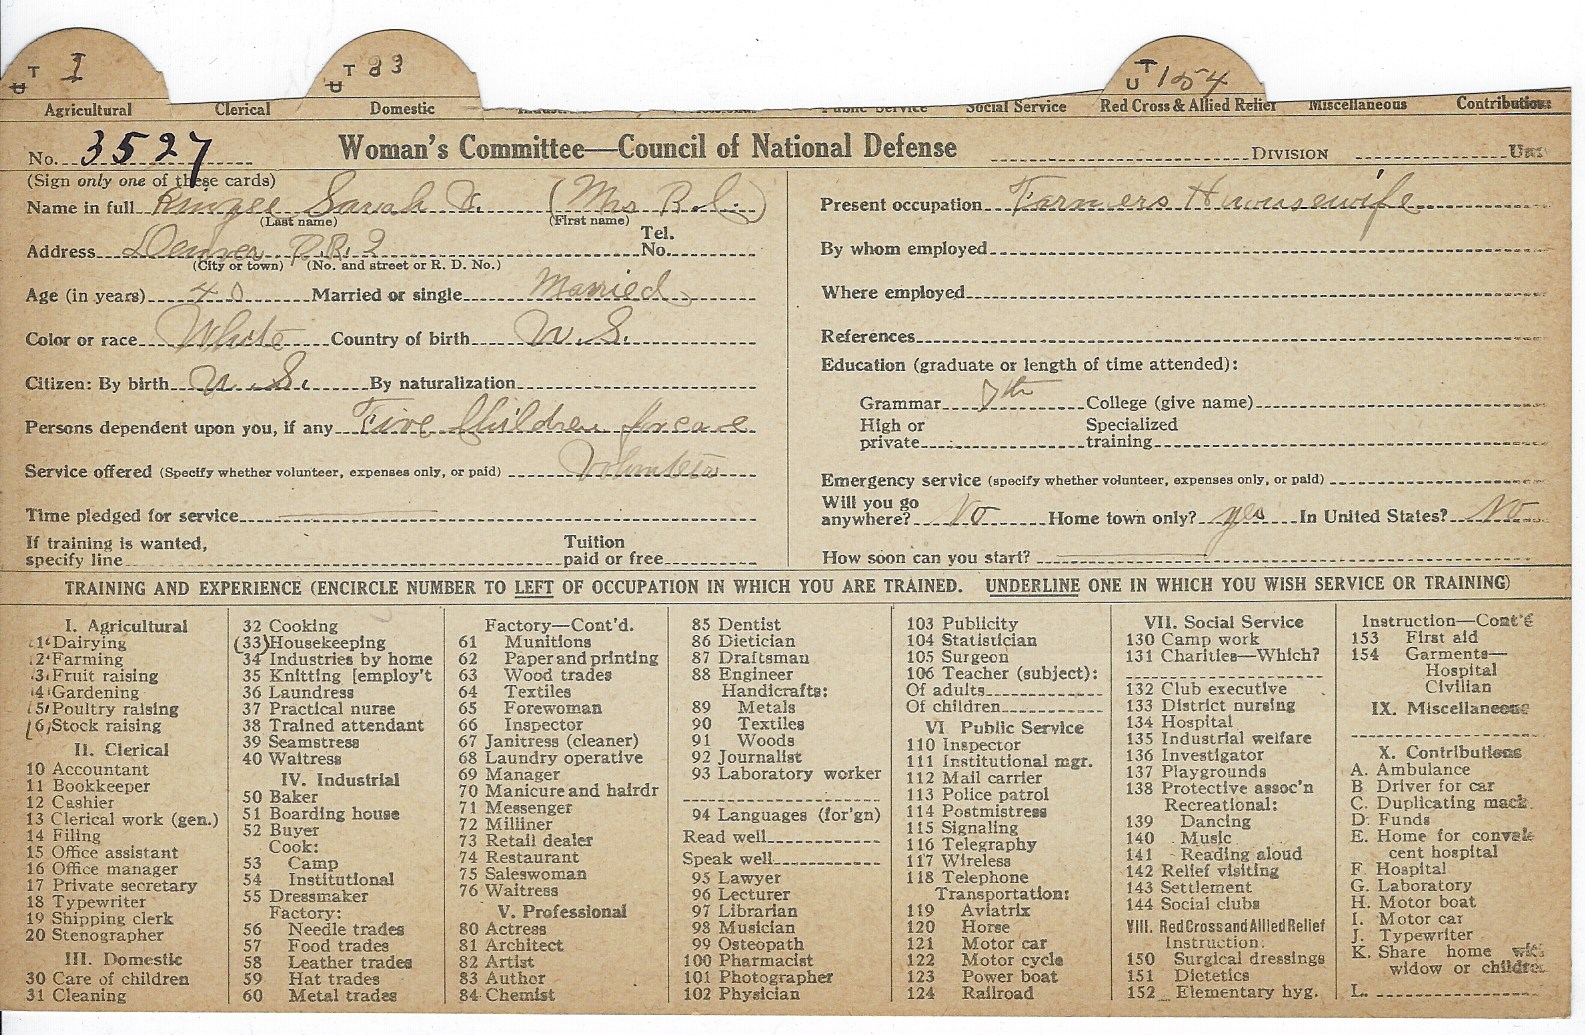 T U I
T U 33
T U 154
Agricultural Clerical Domestic Public Service Social Service Red Cross & Allied Relief Miscellaneous Contributions
No. 3527
Woman's Committee—Council of National Defense DIVISION
(Sign only one of these cards)
Name in full Sarah (Mrs R. )
(Last name) (First name)
Address Denver R.R. 2 Tel. No.
(City or town) (No. and street or R. D. No.)
Age (in years) 40 Married or single Married
Color or race White Country of birth U.S.
Citizen: By birth U.S. By naturalization
Persons dependent upon you, if any Five Children
Service offered (Specify whether volunteer, expenses only, or paid) Volunteer
Time pledged for service
If training is wanted, specify line Tuition paid or free
Present occupation Farmers Housewife
By whom employed
Where employed
References
Education (graduate or length of time attended):
Grammar 7th College (give name)
High or private Specialized training
Emergency service (specify whether volunteer, expenses only, or paid)
Will you go anywhere? No Home town only? yes In United States? No
How soon can you start?
TRAINING AND EXPERIENCE (ENCIRCLE NUMBER TO LEFT OF OCCUPATION IN WHICH YOU ARE TRAINED. UNDERLINE ONE IN WHICH YOU WISH SERVICE OR TRAINING)
I. Agricultural
1 Dairying
2 Farming
3 Fruit raising
4 Gardening
5 Poultry raising
6 Stock raising
II. Clerical
10 Accountant
11 Bookkeeper
12 Cashier
13 Clerical work (gen.)
14 Filing
15 Office assistant
16 Office manager
17 Private secretary
18 Typewriter
19 Shipping clerk
20 Stenographer
III. Domestic
30 Care of children
31 Cleaning
32 Cooking
(33) Housekeeping
34 Industries by home
35 Knitting [employ't
36 Laundress
37 Practical nurse
38 Trained attendant
39 Seamstress
40 Waitress
IV. Industrial
50 Baker
51 Boarding house
52 Buyer
Cook:
53 Camp
54 Institutional
55 Dressmaker
Factory:
56 Needle trades
57 Food trades
58 Leather trades
59 Hat trades
60 Metal trades
Factory—Cont'd.
61 Munitions
62 Paper and printing
63 Wood trades
64 Textiles
65 Forewoman
66 Inspector
67 Janitress (cleaner)
68 Laundry operative
69 Manager
70 Manicure and hairdr
71 Messenger
72 Milliner
73 Retail dealer
74 Restaurant
75 Saleswoman
76 Waitress
V. Professional
80 Actress
81 Architect
82 Artist
83 Author
84 Chemist
85 Dentist
86 Dietician
87 Draftsman
88 Engineer
Handicrafts:
89 Metals
90 Textiles
91 Woods
92 Journalist
93 Laboratory worker
94 Languages (for'gn)
Read well
Speak well
95 Lawyer
96 Lecturer
97 Librarian
98 Musician
99 Osteopath
100 Pharmacist
101 Photographer
102 Physician
103 Publicity
104 Statistician
105 Surgeon
106 Teacher (subject):
Of adults
Of children
VI Public Service
110 Inspector
111 Institutional mgr.
112 Mail carrier
113 Police patrol
114 Postmistress
115 Signaling
116 Telegraphy
117 Wireless
118 Telephone
Transportation:
119 Aviatrix
120 Horse
121 Motor car
122 Motor cycle
123 Power boat
124 Railroad
VII. Social Service
130 Camp work
131 Charities—Which?
132 Club executive
133 District nursing
134 Hospital
135 Industrial welfare
136 Investigator
137 Playgrounds
138 Protective assoc'n
Recreational:
139 Dancing
140 Music
141 Reading aloud
142 Relief visiting
143 Settlement
144 Social clubs
VIII. Red Cross and Allied Relief
Instruction:
150 Surgical dressings
151 Dietetics
152 Elementary hyg.
Instruction—Cont'd
153 First aid
154 Garments—
Hospital
Civilian
IX. Miscellaneous
X. Contributions
A. Ambulance
B Driver for car
C. Duplicating mach.
D. Funds
E. Home for convalescent hospital
F. Hospital
G. Laboratory
H. Motor boat
I. Motor car
J. Typewriter
K. Share home with
widow or children
L.